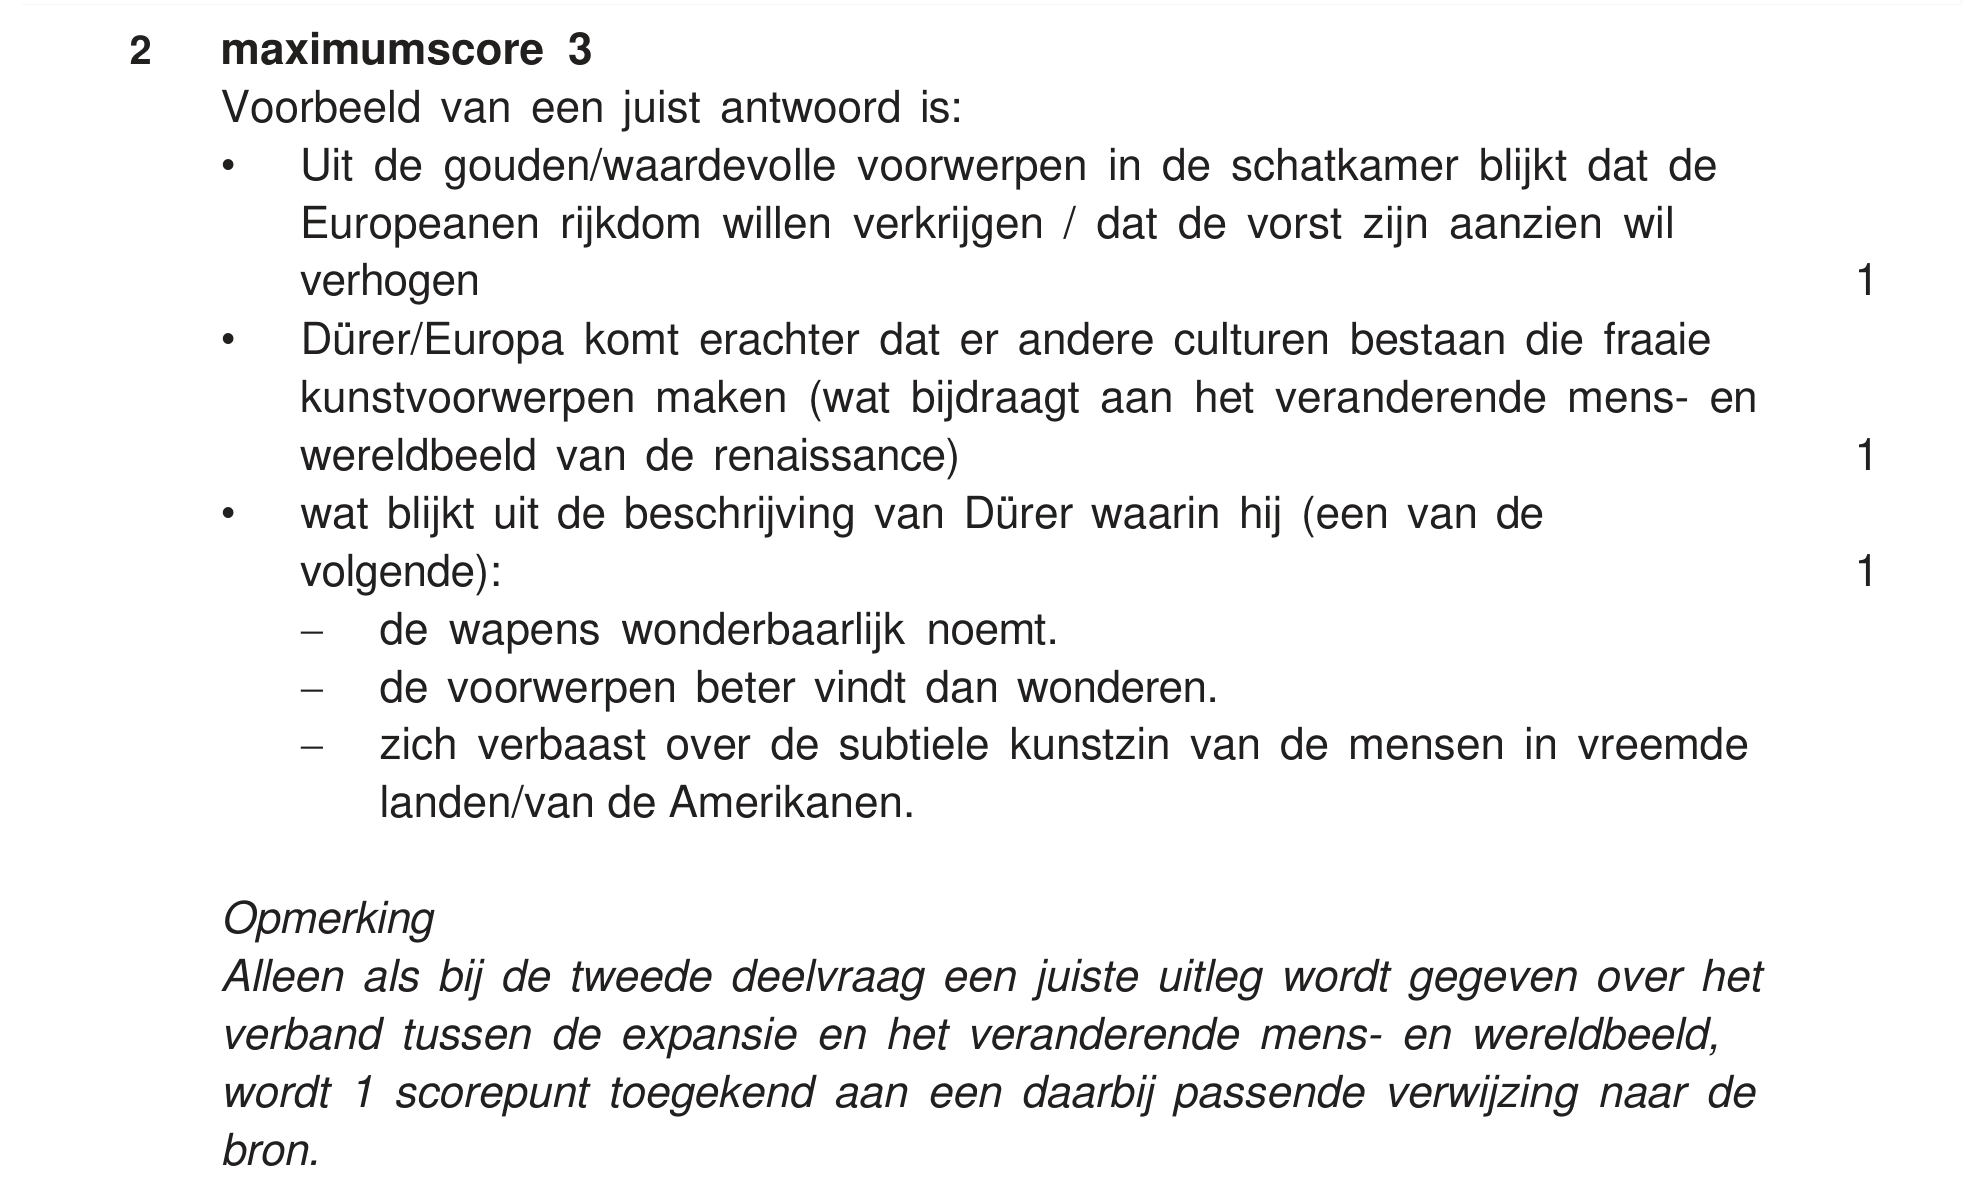 2 maximumscore 3
Voorbeeld van een juist antwoord is:
• Uit de gouden/waardevolle voorwerpen in de schatkamer blijkt dat de
Europeanen rijkdom willen verkrijgen / dat de vorst zijn aanzien wil
verhogen 1
• Dürer/Europa komt erachter dat er andere culturen bestaan die fraaie
kunstvoorwerpen maken (wat bijdraagt aan het veranderende mens- en
wereldbeeld van de renaissance) 1
• wat blijkt uit de beschrijving van Dürer waarin hij (een van de
volgende): 1
– de wapens wonderbaarlijk noemt.
– de voorwerpen beter vindt dan wonderen.
– zich verbaast over de subtiele kunstzin van de mensen in vreemde
landen/van de Amerikanen.
Opmerking
Alleen als bij de tweede deelvraag een juiste uitleg wordt gegeven over het
verband tussen de expansie en het veranderende mens- en wereldbeeld,
wordt 1 scorepunt toegekend aan een daarbij passende verwijzing naar de
bron.